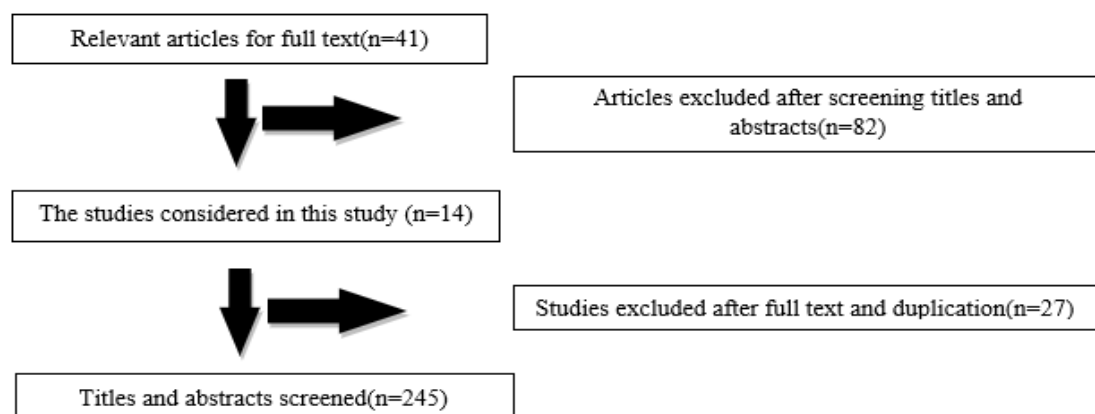 Relevant articles for full text(n=41)
Articles excluded after screening titles and
abstracts(n=82)
The studies considered in this study (n=14)
Studies excluded after full text and duplication(n=27)
Titles and abstracts screened(n=245)